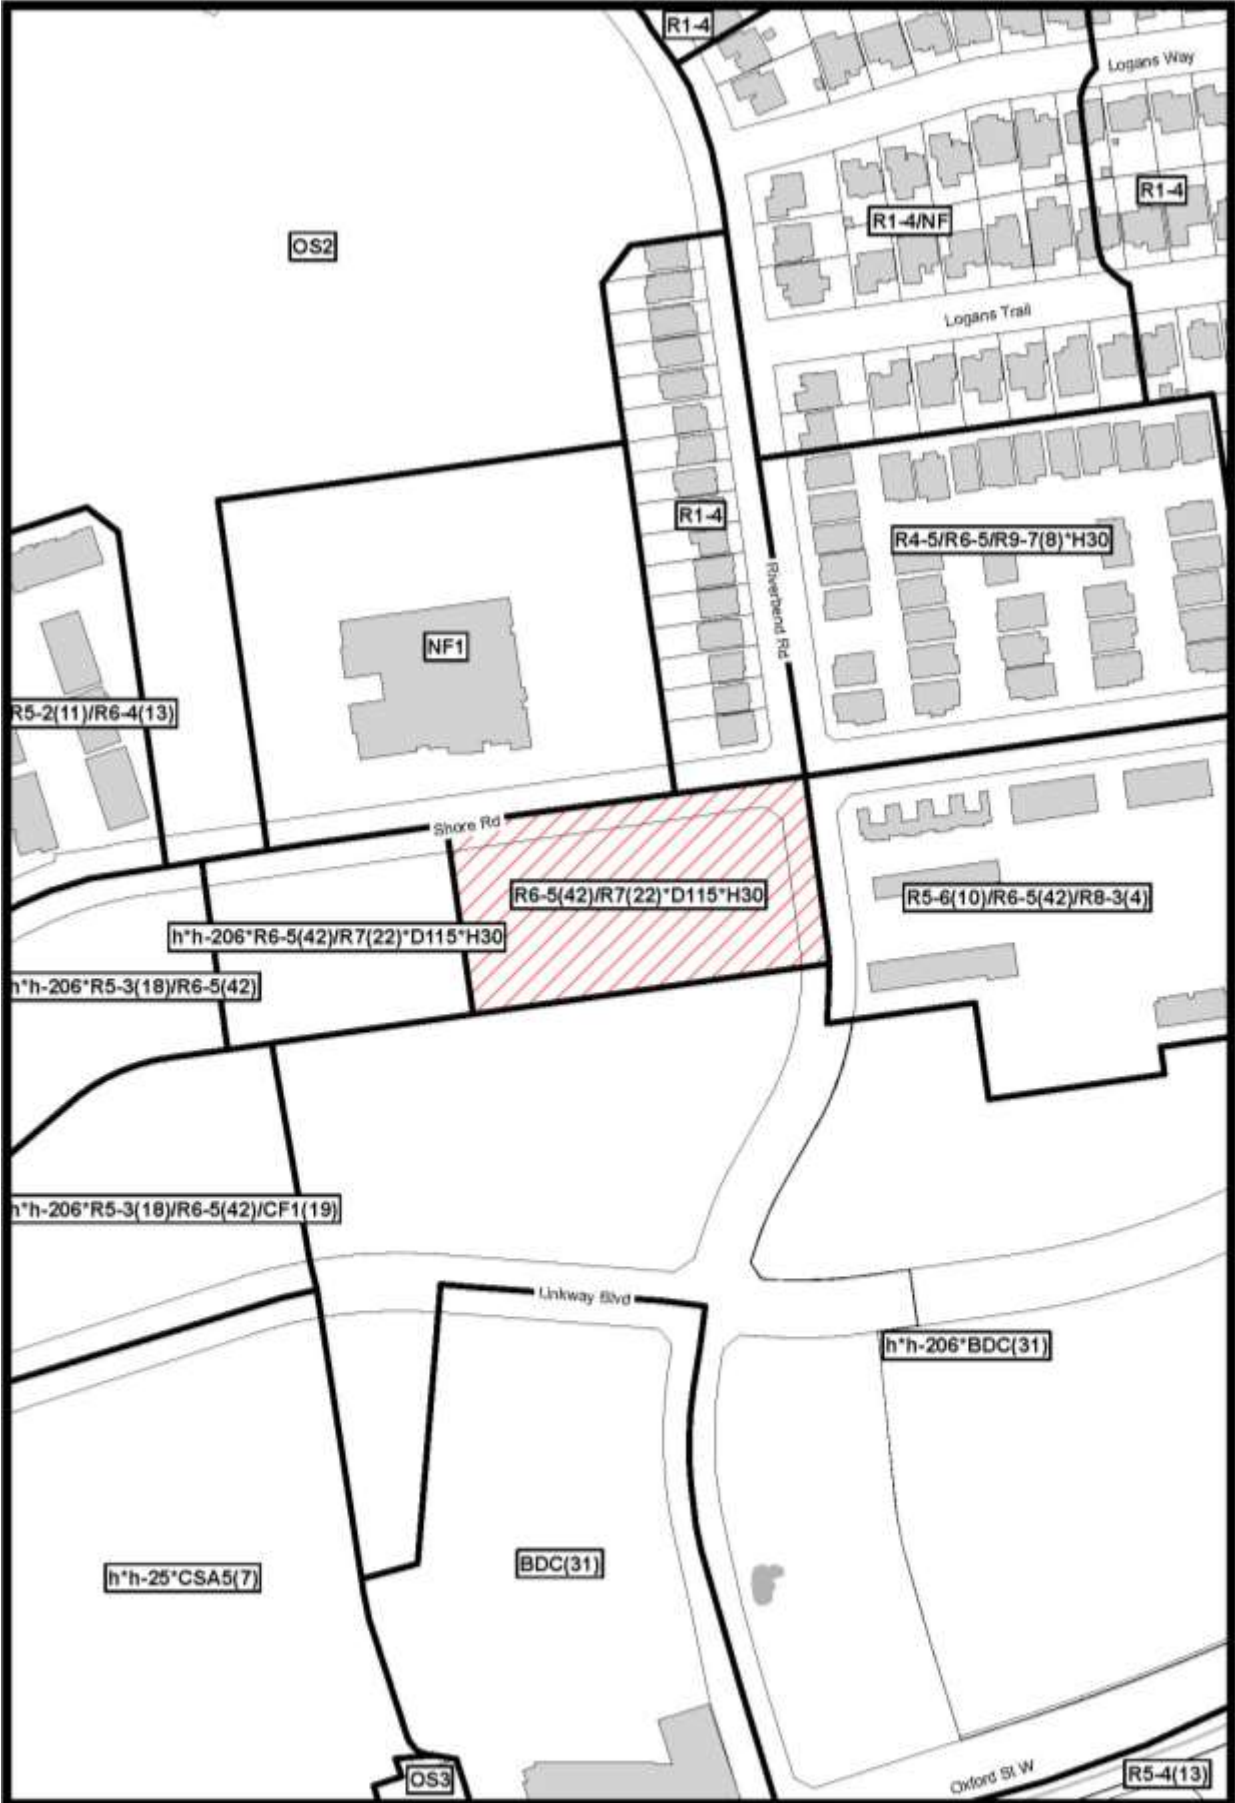 R1-4
Logans Way
R1-4
R1-4/NF
OS2
Logans Trail
R1-4
R4-5/R6-5/R9-7(8)*H30
Riverbend Rd
NF1
R5-2(11)/R6-4(13)
Shore Rd
R6-5(42)/R7(22)*D115*H30
R5-6(10)/R6-5(42)/R8-3(4)
h*h-206*R6-5(42)/R7(22)*D115*H30
h*h-206*R5-3(18)/R6-5(42)
h*h-206*R5-3(18)/R6-5(42)/CF1(19)
Linkway Blvd
h*h-206*BDC(31)
BDC(31)
h*h-25*CSA5(7)
OS3
Oxford St W
R5-4(13)